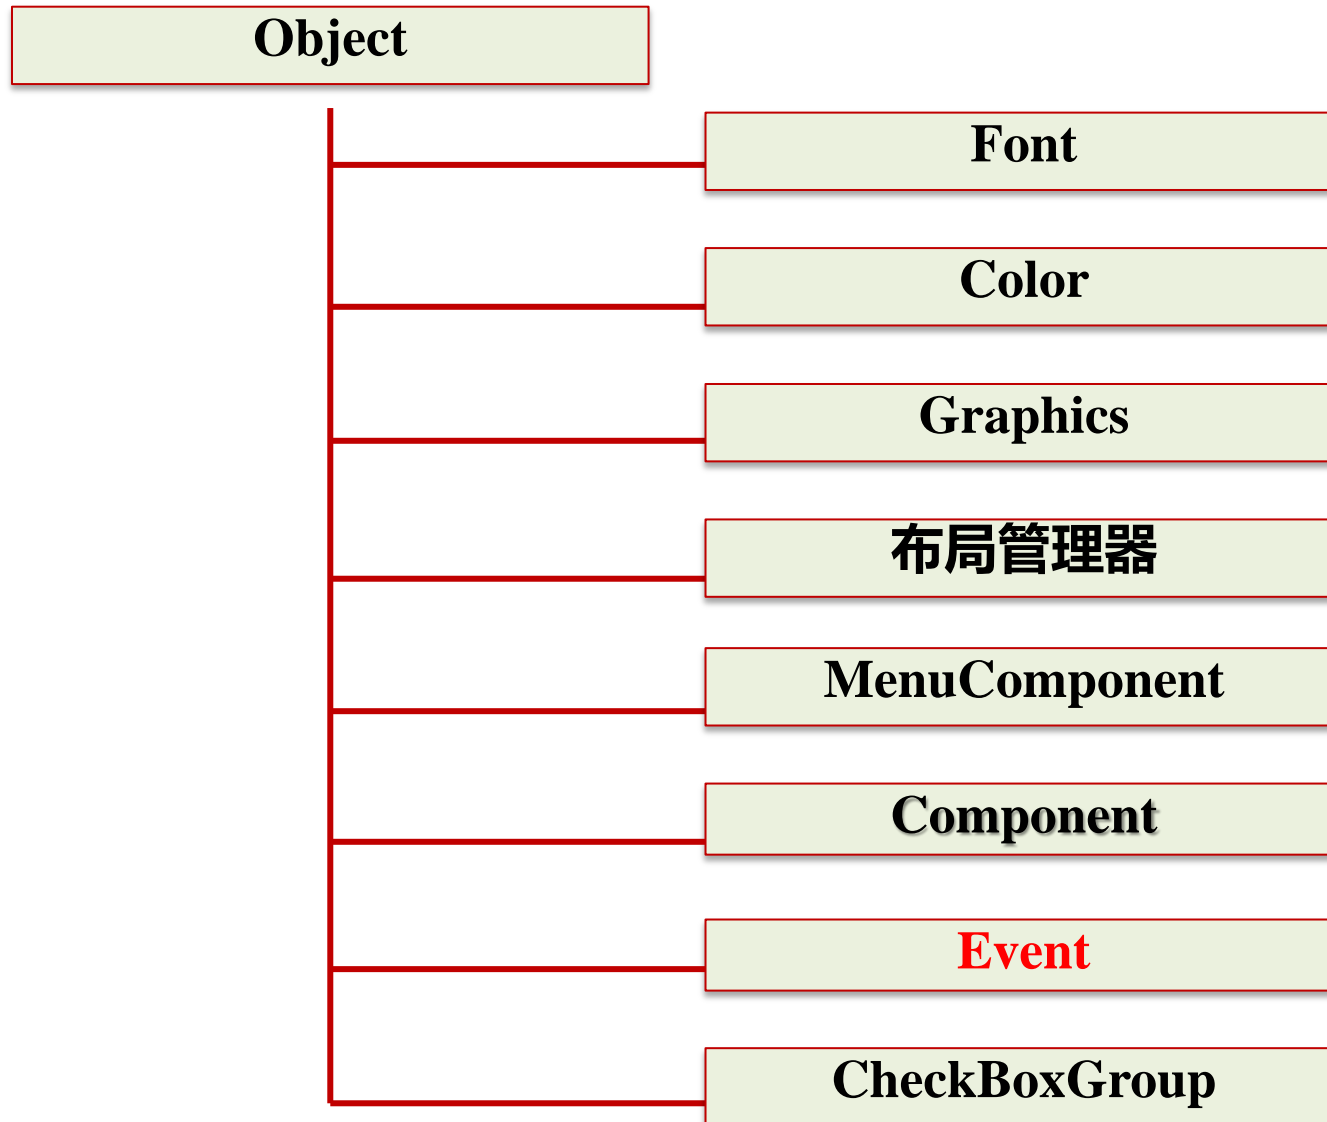 Object
Font
Color
Graphics
布局管理器
MenuComponent
Component
Event
CheckBoxGroup